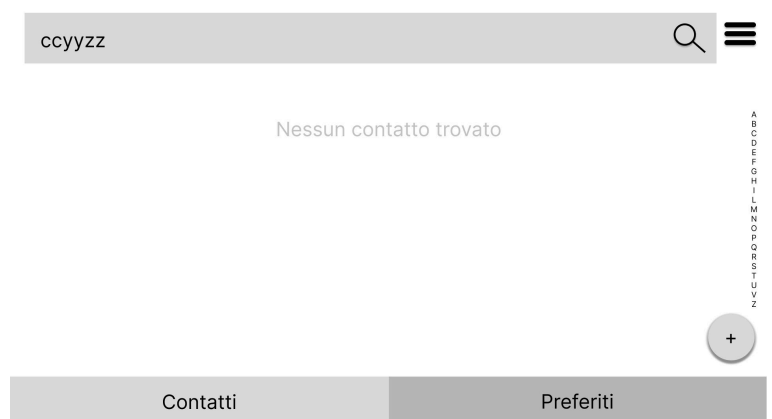 ccyyzz
Nessun contatto trovato
A
B
C
D
E
F
G
H
I
L
M
N
O
P
Q
R
S
T
U
V
Z
+
Contatti
Preferiti